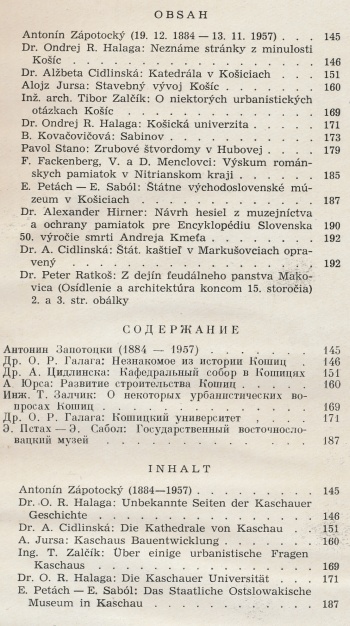 OBSAH
Antonín Zápotocký (19. 12. 1884 — 13. 11. 1957) . . . 145
Dr. Ondrej R. Halaga: Neznáme stránky z minulosti
Košíc . . . . . . . . . . . . . 146
Dr. Alžbeta Cidlinská: Katedrála v Košiciach . . . 151
Alojz Jursa: Stavebný vývoj Košíc . . . . . . . 160
Inž. arch. Tibor Zalčík: O niektorých urbanistických
otázkach Košíc . . . . . . . . . . . 169
Dr. Ondrej R. Halaga: Košická univerzita . . . . 171
B. Kovačovičová: Sabinov . . . . . . . . . 173
Pavol Stano: Zrubové štvordomy v Hubovej . . . . 179
F. Fackenberg, V. a D. Menclovci: Výskum román-
skych pamiatok v Nitrianskom kraji . . . . . . 185
E. Petách — E. Saból: Štátne východoslovenské mú-
zeum v Košiciach . . . . . . . . . . 187
Dr. Alexander Hirner: Návrh hesiel z muzejníctva
a ochrany pamiatok pre Encyklopédiu Slovenska 190
50. výročie smrti Andreja Kmeťa . . . . . . . . 192
Dr. A. Cidlinská: Štát. kaštieľ v Markušovciach opra-
vený . . . . . . . . . . . . . 192
Dr. Peter Ratkoš: Z dejín feudálneho panstva Mako-
vica (Osídlenie a architektúra koncom 15. storočia)
2. a 3. str. obálky
СОДЕРЖАНИЕ
Антонин Запотоцки (1884 — 1957) . . . . . . . 145
Др. О. Р. Галага: Незнакомое из истории Кошиц . 146
Др. А. Цидлинска: Кафедральный собор в Кошицях 151
А. Юрса: Развитие строительства Кошиц . . . . . 160
Инж. Т. Залчик: О некоторых урбанистических во-
просах Кошиц . . . . . . . . . . . 169
Др. О. Р. Галага: Кошицкий университет . . . . 171
Э. Петах — Э. Сабол: Государственный восточносло-
вацкий музей . . . . . . . . . . . 187
INHALT
Antonín Zápotocký (1884—1957) . . . . . . . . 145
Dr. O. R. Halaga: Unbekannte Seiten der Kaschauer
Geschichte . . . . . . . . . . . . 146
Dr. A. Cidlinská: Die Kathedrale von Kaschau . . . 151
A. Jursa: Kaschaus Bauentwicklung . . . . . . . 160
Ing. T. Zalčík: Über einige urbanistische Fragen
Kaschaus . . . . . . . . . . . . 169
Dr. O. R. Halaga: Die Kaschauer Universität . . . 171
E. Petách — E. Saból: Das Staatliche Ostslowakische
Museum in Kaschau . . . . . . . . . . 187